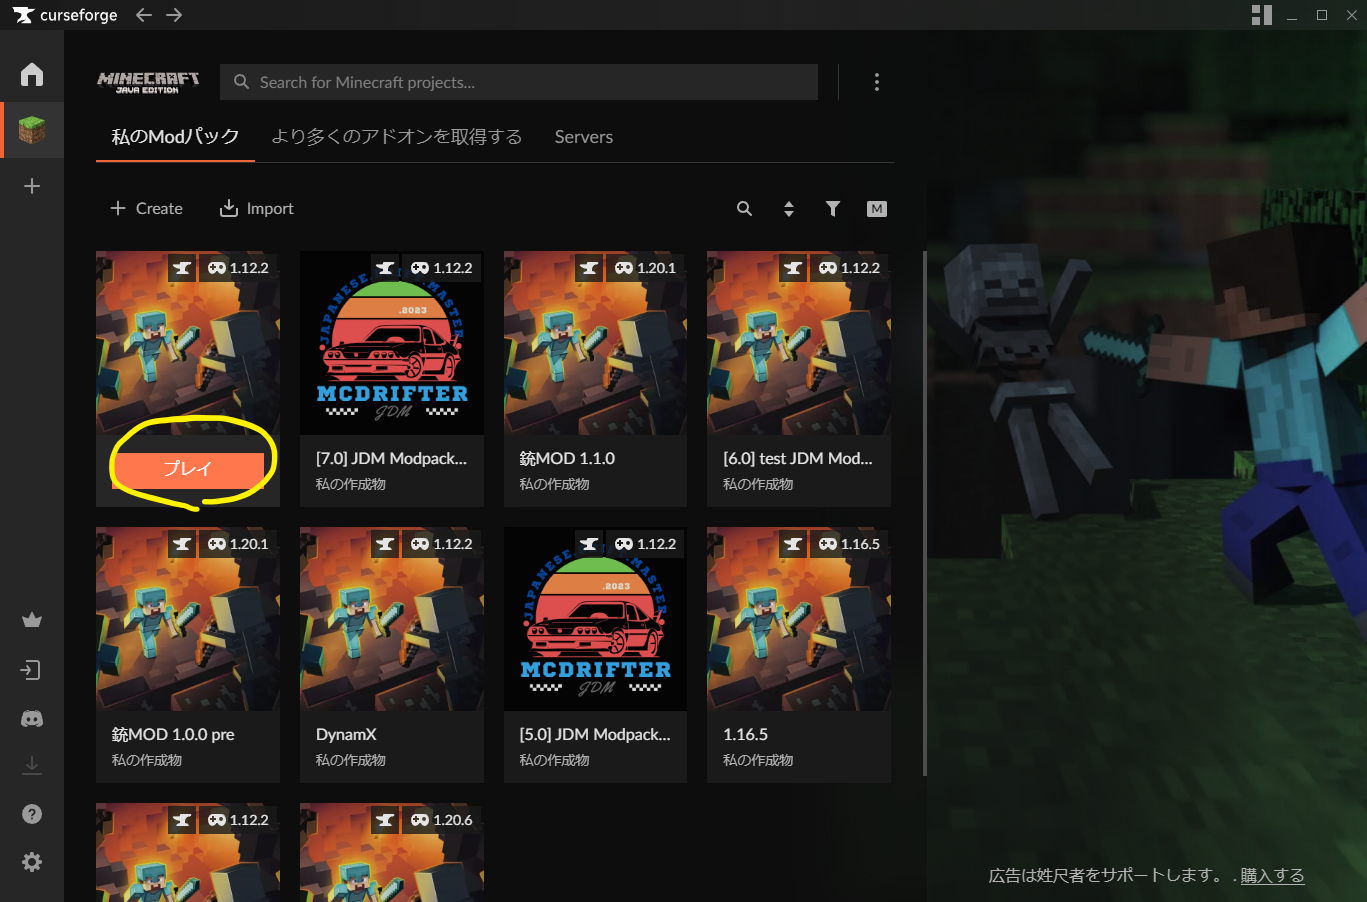 curseforge
MINECRAFT
JAVA EDITION
Search for Minecraft projects...
私のModパック
より多くのアドオンを取得する
Servers
Create
Import
M
1.12.2
1.12.2
1.20.1
1.12.2
JAPANESE
.2023
MASTER
MCDRIFTER
JDM
プレイ
[7.0] JDM Modpack...
私の作成物
銃MOD 1.1.0
私の作成物
[6.0] test JDM Mod...
私の作成物
1.20.1
1.12.2
1.12.2
1.16.5
JAPANESE
.2023
MASTER
MCDRIFTER
JDM
銃MOD 1.0.0 pre
私の作成物
DynamX
私の作成物
[5.0] JDM Modpack...
私の作成物
1.16.5
私の作成物
1.12.2
1.20.6
広告は姓尺者をサポートします。 . 購入する